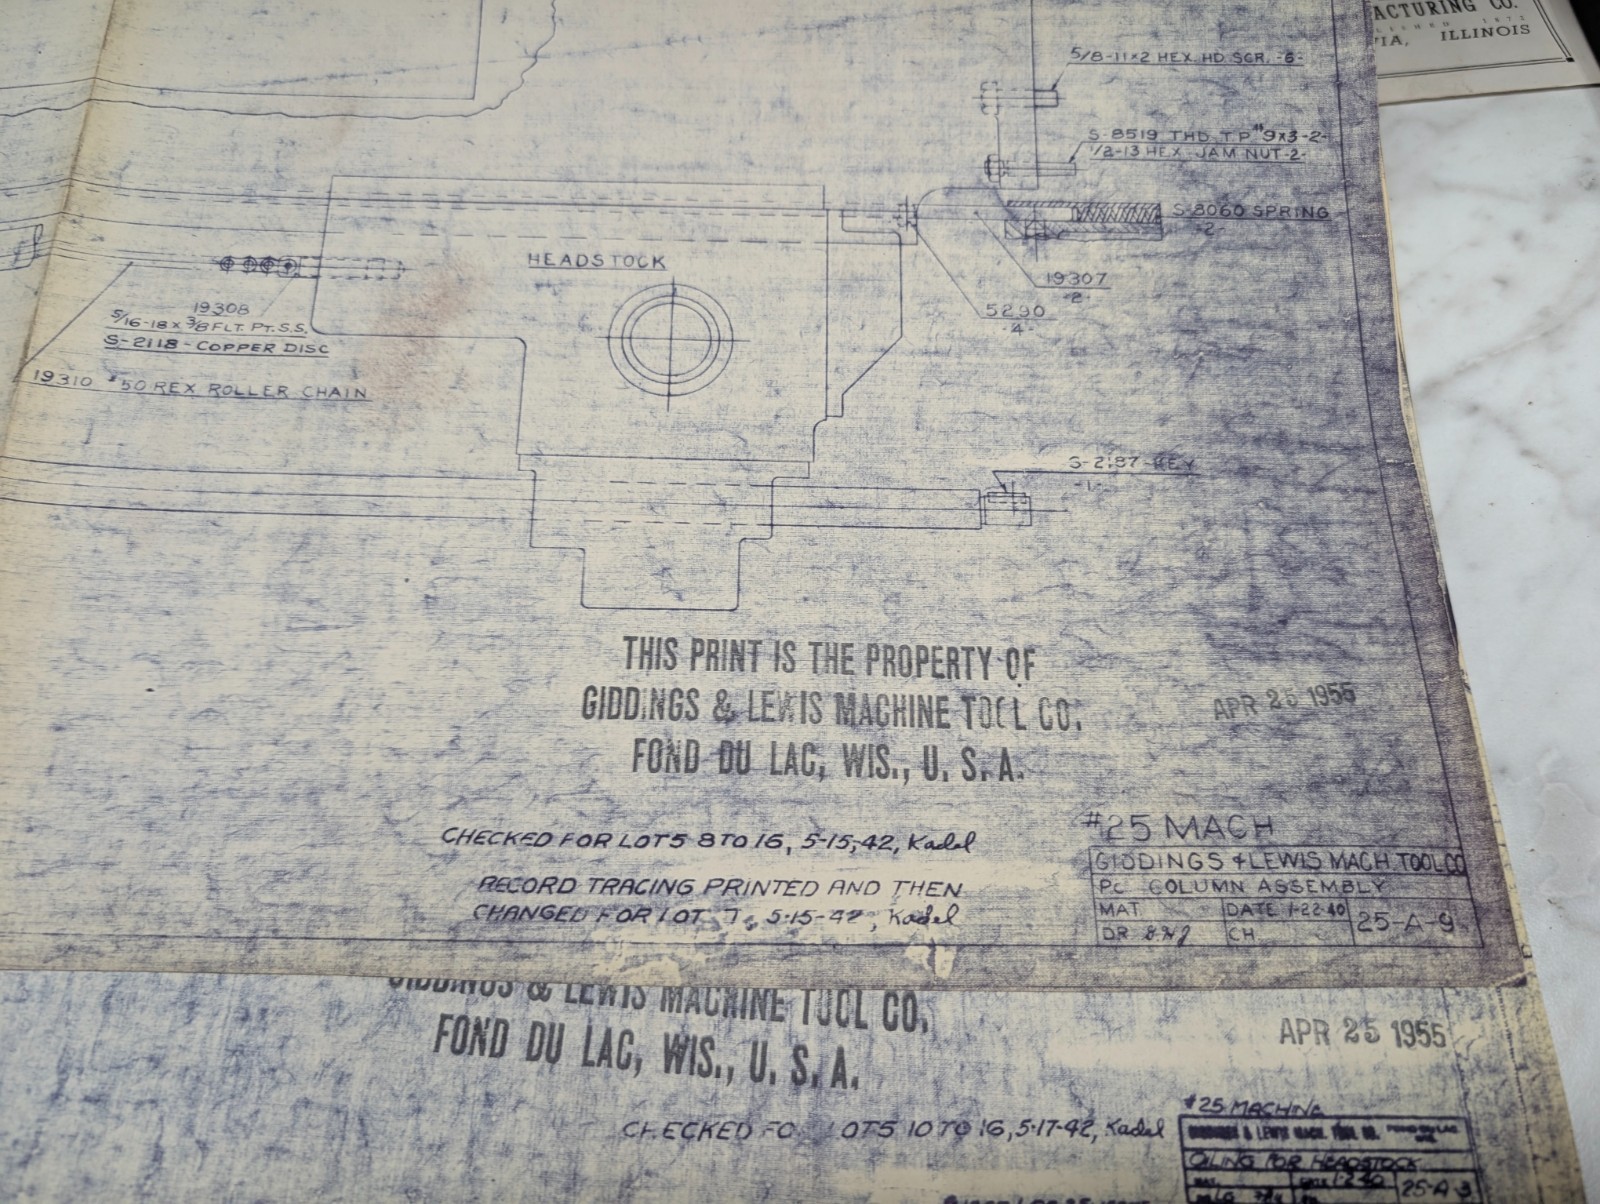 ACTURING CO.
ILLINOIS
5/8-11x2 HEX. HD. SCR. -6-
S-8519 THD. T.P. #9x3 -2-
1/2-13 HEX. JAM NUT -2-
S-8060 SPRING
-2-
HEADSTOCK
19307
-2-
5290
-4-
19308
5/16-18 x 3/8 FLT. PT. S.S.
S-2118 - COPPER DISC
19310 #50 REX ROLLER CHAIN
S-2187-KEY
-1-
THIS PRINT IS THE PROPERTY OF
GIDDINGS & LEWIS MACHINE TOOL CO.
FOND DU LAC, WIS., U. S. A.
APR 25 1955
CHECKED FOR LOTS 8 TO 16, 5-15-42, Kadel
RECORD TRACING PRINTED AND THEN
CHANGED FOR LOT 7, 5-15-42, Kadel
#25 MACH
GIDDINGS & LEWIS MACH. TOOL CO
PC. COLUMN ASSEMBLY
MAT. DATE 1-22-40 25-A-9
DR. CH.
GIDDINGS & LEWIS MACHINE TOOL CO.
FOND DU LAC, WIS., U. S. A.
APR 25 1955
CHECKED FO LOTS 10 TO 16, 5-17-42, Kadel
#25 MACHINE
GIDDINGS & LEWIS MACH. TOOL CO.
OILING FOR HEADSTOCK
25-A-3